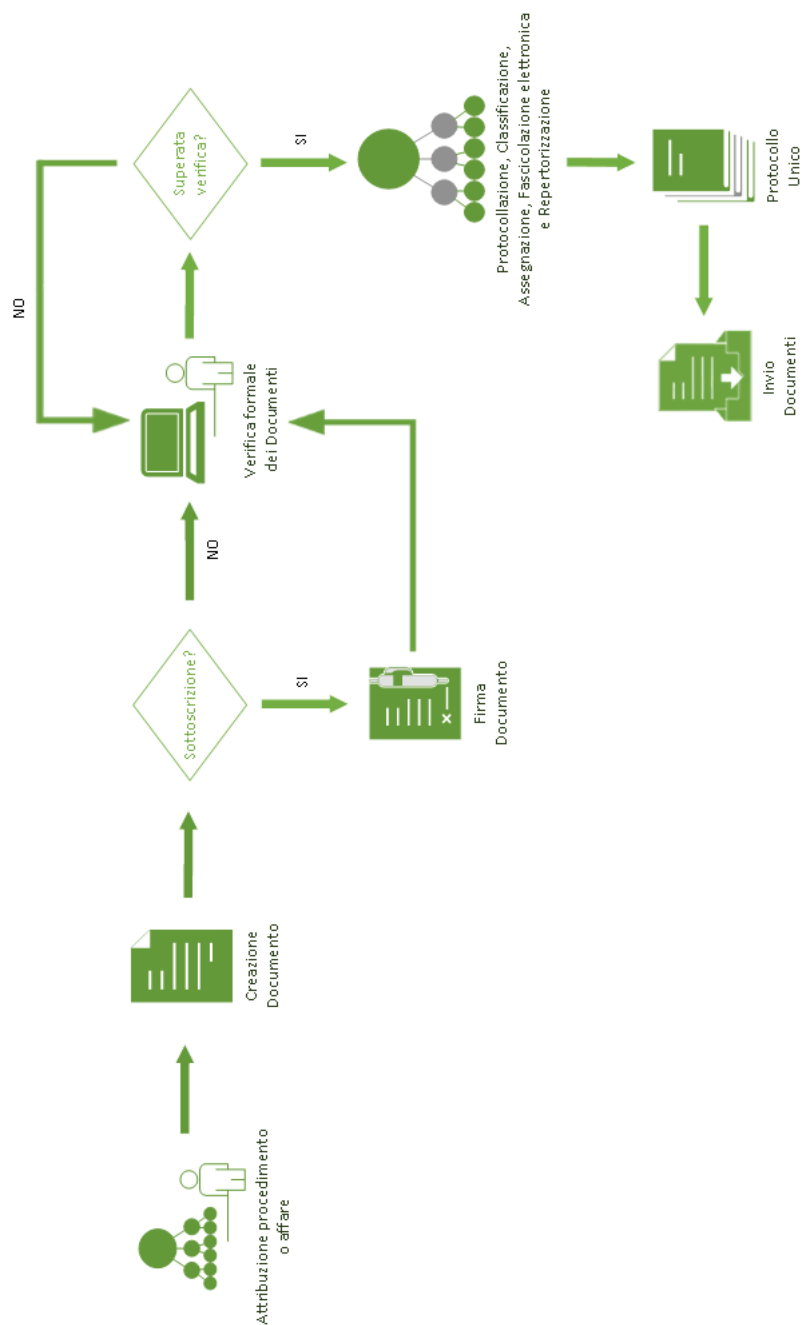 Attribuzione procedimento
o affare
Creazione
Documento
Sottoscrizione?
SI
Firma
Documento
NO
Verifica formale
dei Documenti
Superata
verifica?
NO
SI
Protocollazione, Classificazione,
Assegnazione, Fascicolazione elettronica
e Repertorizzazione
Protocollo
Unico
Invio
Documenti